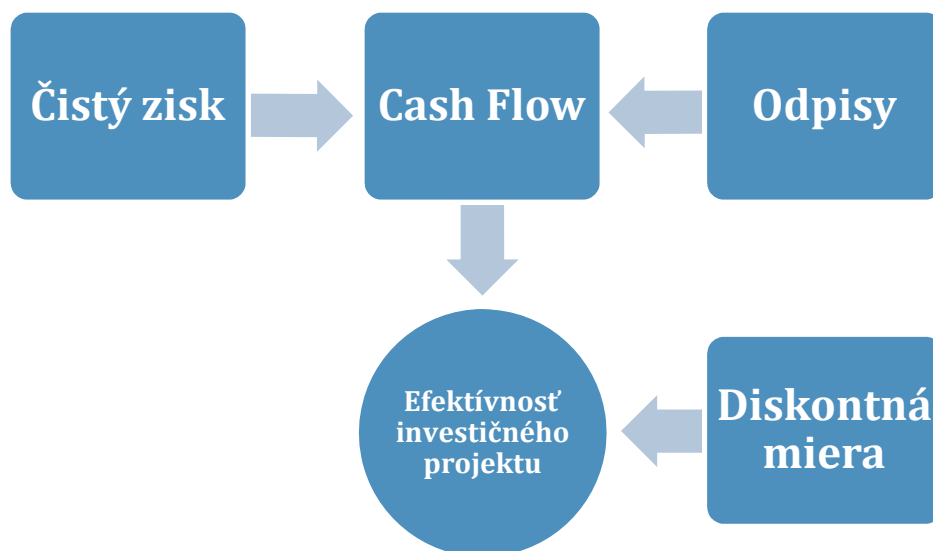 Čistý zisk
Cash Flow
Odpisy
Efektívnosť
investičného
projektu
Diskontná
miera